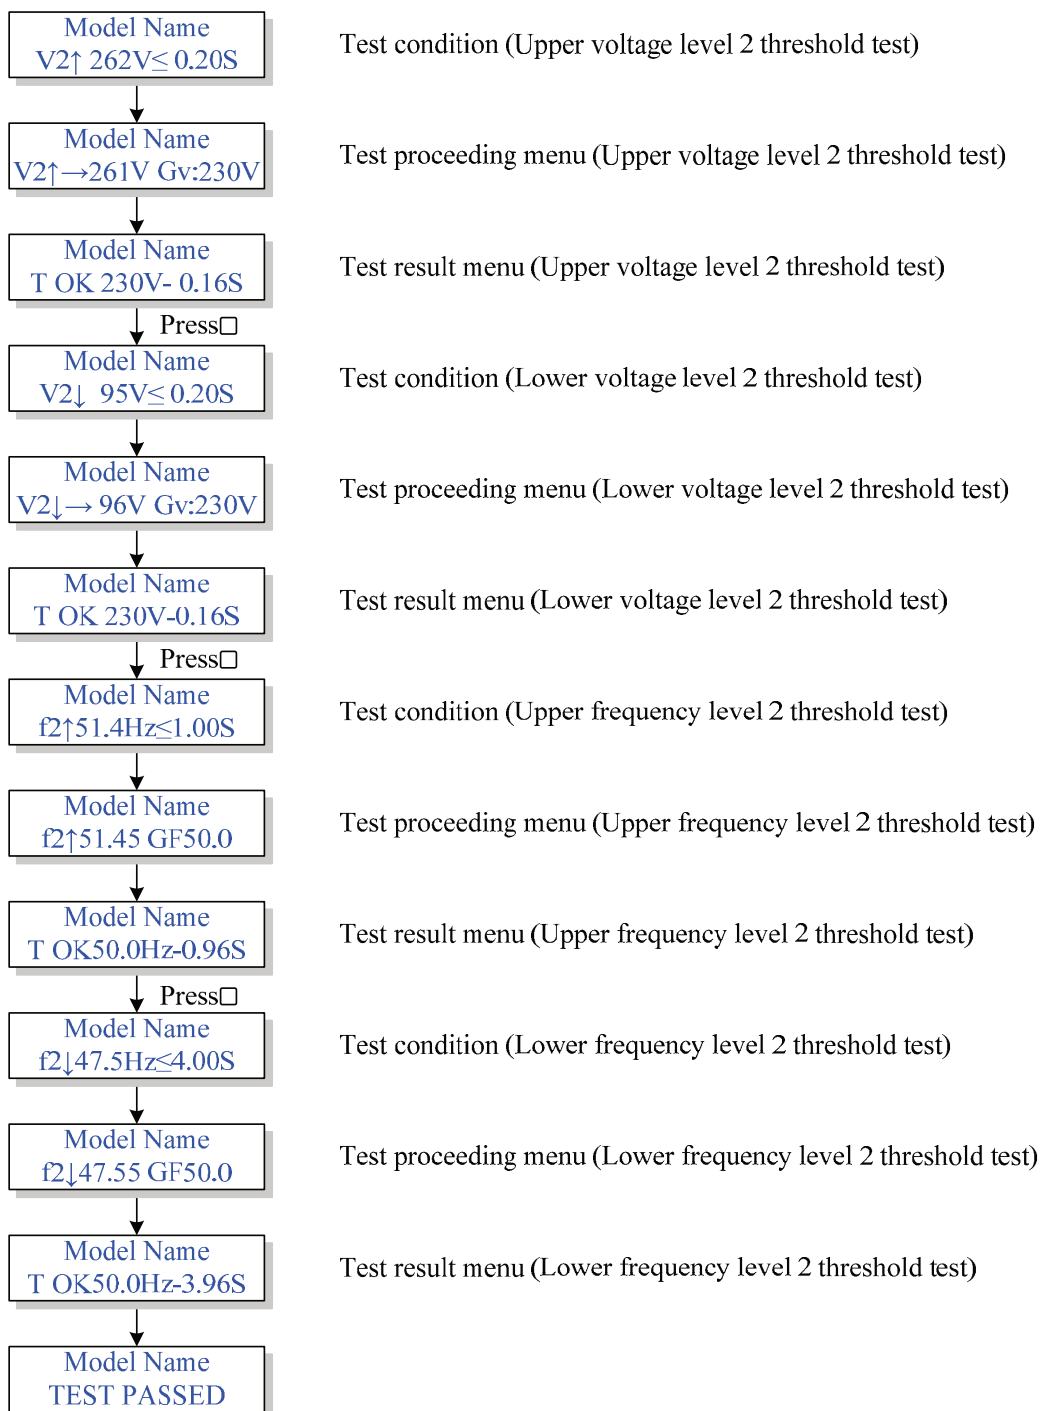 Model Name
V2↑ 262V≤ 0.20S
Test condition (Upper voltage level 2 threshold test)
Model Name
V2↑→261V Gv:230V
Test proceeding menu (Upper voltage level 2 threshold test)
Model Name
T OK 230V- 0.16S
Test result menu (Upper voltage level 2 threshold test)
Press▢
Model Name
V2↓ 95V≤ 0.20S
Test condition (Lower voltage level 2 threshold test)
Model Name
V2↓→ 96V Gv:230V
Test proceeding menu (Lower voltage level 2 threshold test)
Model Name
T OK 230V-0.16S
Test result menu (Lower voltage level 2 threshold test)
Press▢
Model Name
f2↑51.4Hz≤1.00S
Test condition (Upper frequency level 2 threshold test)
Model Name
f2↑51.45 GF50.0
Test proceeding menu (Upper frequency level 2 threshold test)
Model Name
T OK50.0Hz-0.96S
Test result menu (Upper frequency level 2 threshold test)
Press▢
Model Name
f2↓47.5Hz≤4.00S
Test condition (Lower frequency level 2 threshold test)
Model Name
f2↓47.55 GF50.0
Test proceeding menu (Lower frequency level 2 threshold test)
Model Name
T OK50.0Hz-3.96S
Test result menu (Lower frequency level 2 threshold test)
Model Name
TEST PASSED